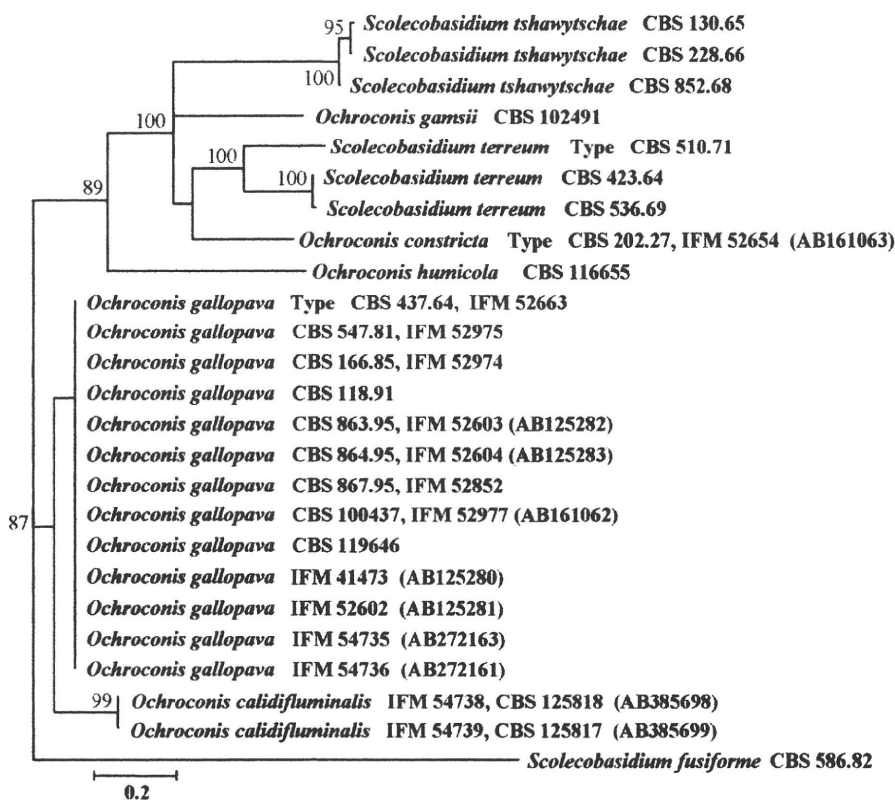 95
Scolecobasidium tshawytschae CBS 130.65
Scolecobasidium tshawytschae CBS 228.66
100
Scolecobasidium tshawytschae CBS 852.68
100
Ochroconis gamsii CBS 102491
100
Scolecobasidium terreum Type CBS 510.71
100
Scolecobasidium terreum CBS 423.64
89
Scolecobasidium terreum CBS 536.69
Ochroconis constricta Type CBS 202.27, IFM 52654 (AB161063)
Ochroconis humicola CBS 116655
Ochroconis gallopava Type CBS 437.64, IFM 52663
Ochroconis gallopava CBS 547.81, IFM 52975
Ochroconis gallopava CBS 166.85, IFM 52974
Ochroconis gallopava CBS 118.91
Ochroconis gallopava CBS 863.95, IFM 52603 (AB125282)
Ochroconis gallopava CBS 864.95, IFM 52604 (AB125283)
Ochroconis gallopava CBS 867.95, IFM 52852
Ochroconis gallopava CBS 100437, IFM 52977 (AB161062)
87
Ochroconis gallopava CBS 119646
Ochroconis gallopava IFM 41473 (AB125280)
Ochroconis gallopava IFM 52602 (AB125281)
Ochroconis gallopava IFM 54735 (AB272163)
Ochroconis gallopava IFM 54736 (AB272161)
99
Ochroconis calidifluminalis IFM 54738, CBS 125818 (AB385698)
Ochroconis calidifluminalis IFM 54739, CBS 125817 (AB385699)
Scolecobasidium fusiforme CBS 586.82
0.2